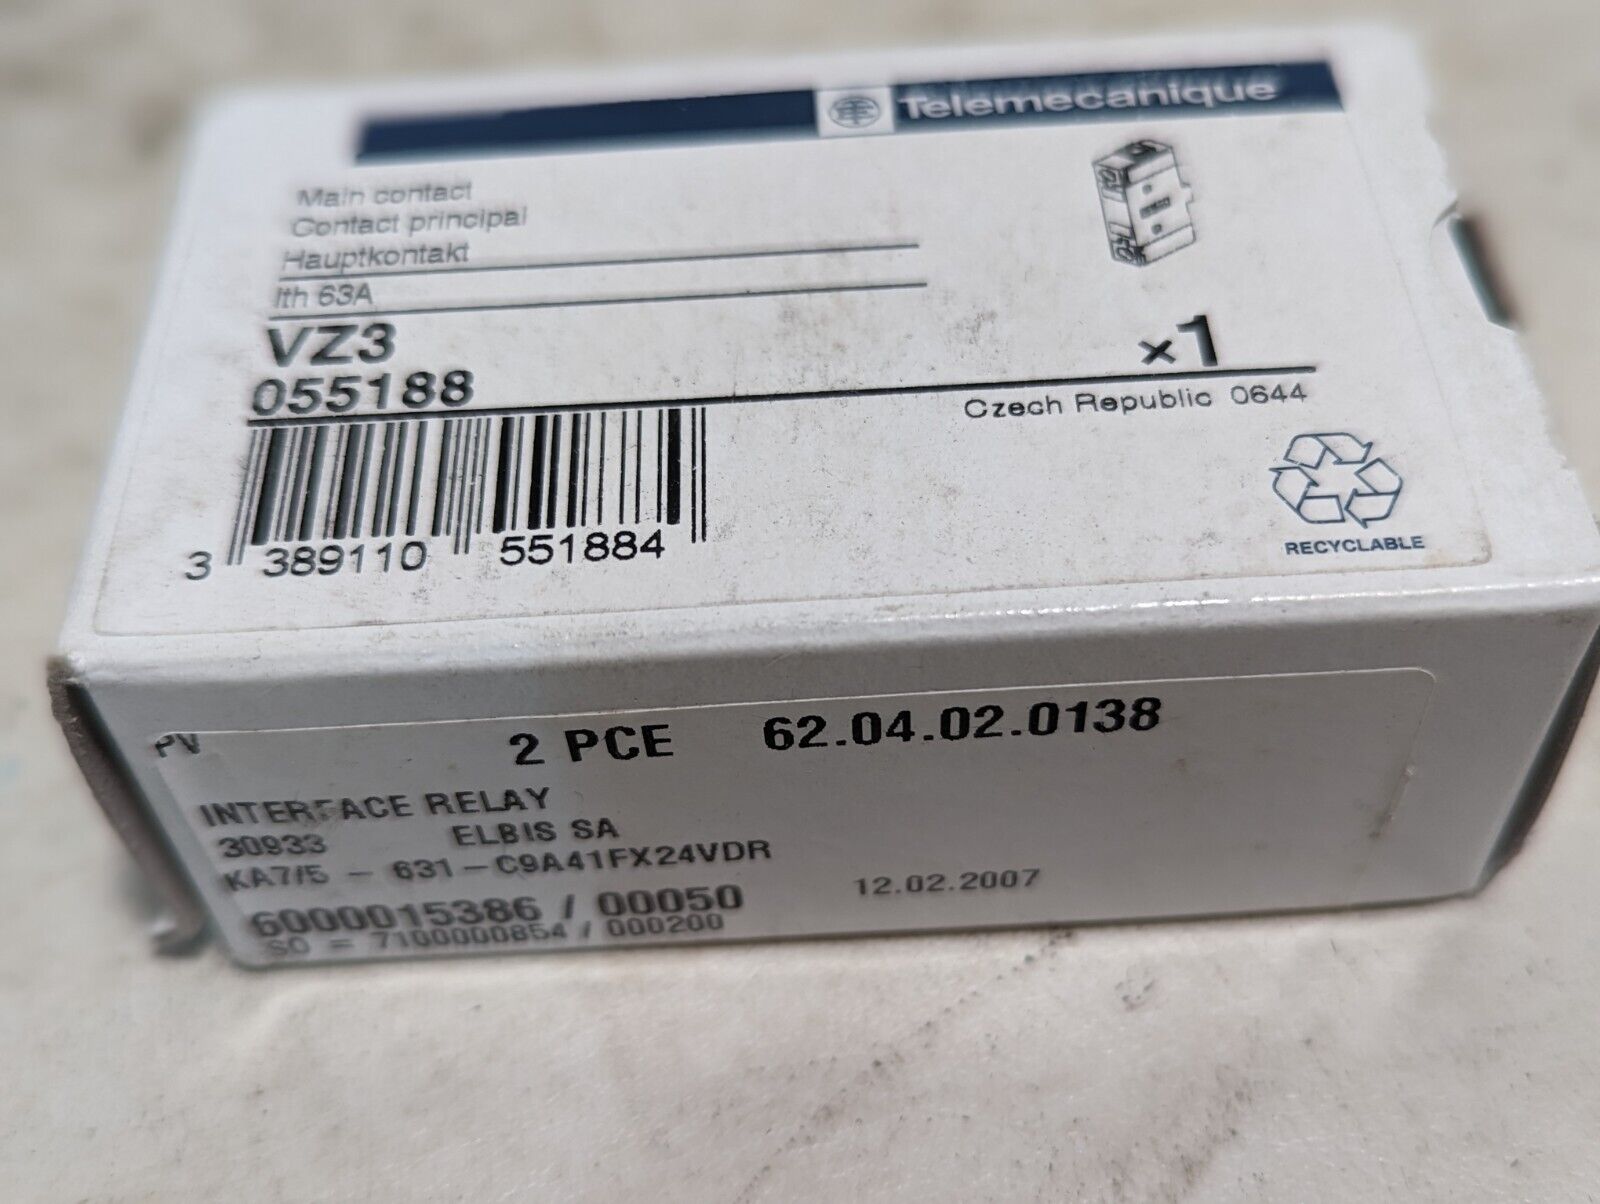 Telemecanique
Main contact
Contact principal
Hauptkontakt
Ith 63A
VZ3
055188
x1
Czech Republic 0644
3 389110 551884
RECYCLABLE
PV
2 PCE 62.04.02.0138
INTERFACE RELAY
30933 ELBIS SA
KA7/5 - 631-C9A41FX24VDR
6000015386 / 00050 12.02.2007
SO = 7100000854 / 000200